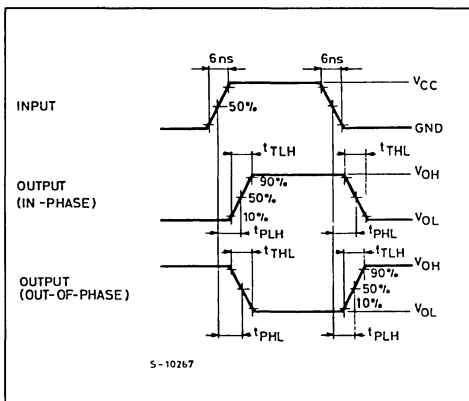 6ns 6ns
INPUT 50% VCC
GND
tTLH tTHL
OUTPUT
(IN-PHASE) 90% VOH
50%
10% VOL
tPLH tPHL
tTHL tTLH
OUTPUT
(OUT-OF-PHASE) 90% VOH
50%
10% VOL
tPHL tPLH
S-10267